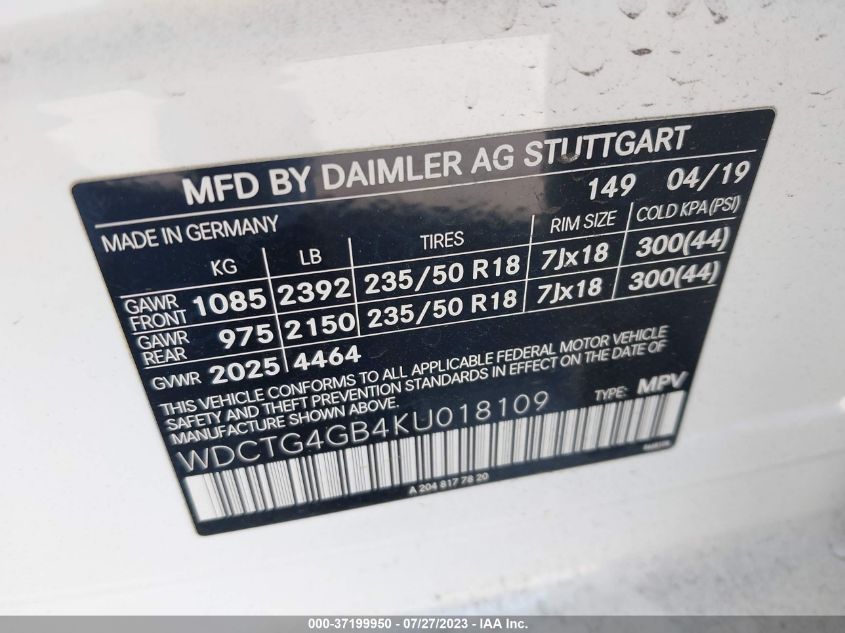 MFD BY DAIMLER AG STUTTGART
149 04/19
MADE IN GERMANY
KG LB TIRES RIM SIZE COLD KPA (PSI)
GAWR FRONT 1085 2392 235/50 R18 7Jx18 300(44)
GAWR REAR 975 2150 235/50 R18 7Jx18 300(44)
GVWR 2025 4464
THIS VEHICLE CONFORMS TO ALL APPLICABLE FEDERAL MOTOR VEHICLE
SAFETY AND THEFT PREVENTION STANDARDS IN EFFECT ON THE DATE OF
MANUFACTURE SHOWN ABOVE.
TYPE: MPV
WDCTG4GB4KU018109
A 204 817 78 20
000-37199950 - 07/27/2023 - © IAA, Inc.